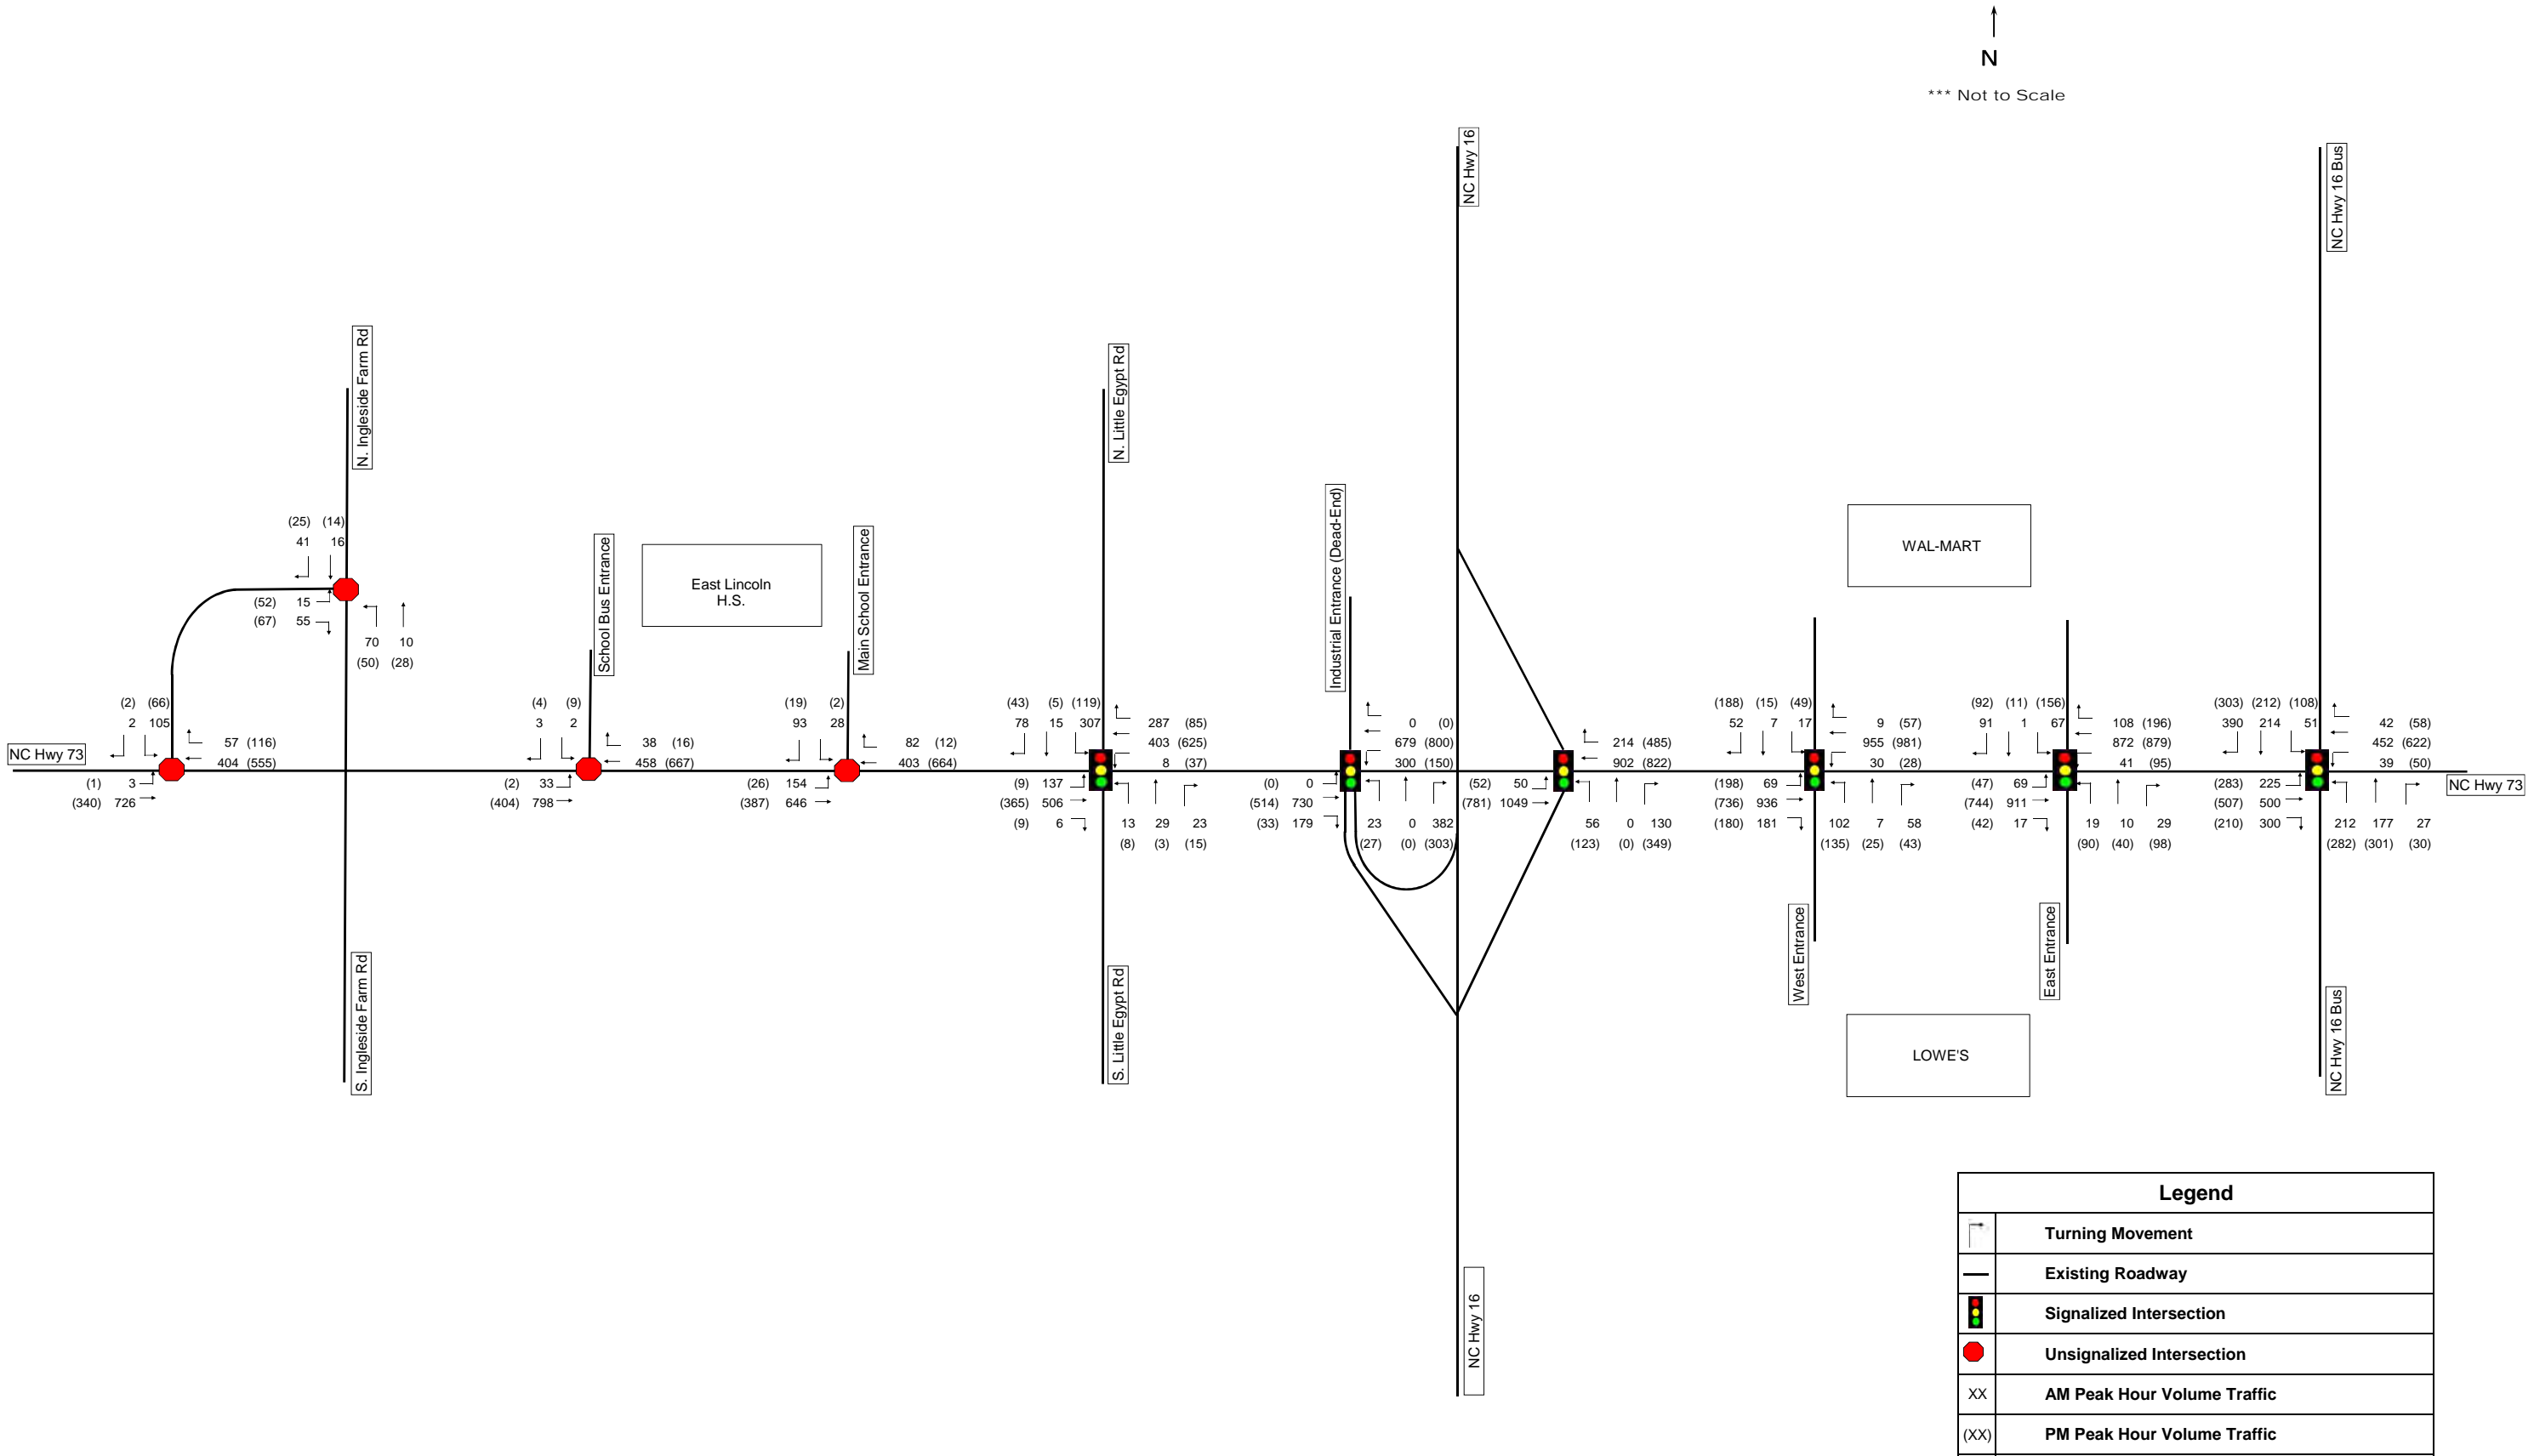 N
*** Not to Scale
NC Hwy 16
NC Hwy 16 Bus
N. Ingleside Farm Rd
N. Little Egypt Rd
Industrial Entrance (Dead-End)
WAL-MART
(25) (14)
41 16
School Bus Entrance
East Lincoln
H.S.
Main School Entrance
(52) 15
(67) 55
70 10
(50) (28)
NC Hwy 73
(2) (66)
2 105
57 (116)
404 (555)
(1) 3
(340) 726
(4) (9)
3 2
38 (16)
458 (667)
(2) 33
(404) 798
(19) (2)
93 28
82 (12)
403 (664)
(26) 154
(387) 646
(43) (5) (119)
78 15 307
287 (85)
403 (625)
8 (37)
(9) 137
(365) 506
(9) 6
13 29 23
(8) (3) (15)
0 (0)
679 (800)
300 (150)
(0) 0
(514) 730
(33) 179
23 0 382
(27) (0) (303)
214 (485)
902 (822)
(52) 50
(781) 1049
56 0 130
(123) (0) (349)
(188) (15) (49)
52 7 17
9 (57)
955 (981)
30 (28)
(198) 69
(736) 936
(180) 181
102 7 58
(135) (25) (43)
(92) (11) (156)
91 1 67
108 (196)
872 (879)
41 (95)
(47) 69
(744) 911
(42) 17
19 10 29
(90) (40) (98)
(303) (212) (108)
390 214 51
42 (58)
452 (622)
39 (50)
(283) 225
(507) 500
(210) 300
212 177 27
(282) (301) (30)
NC Hwy 73
S. Ingleside Farm Rd
S. Little Egypt Rd
West Entrance
East Entrance
LOWE'S
NC Hwy 16 Bus
NC Hwy 16
Legend
Turning Movement
Existing Roadway
Signalized Intersection
Unsignalized Intersection
XX AM Peak Hour Volume Traffic
(XX) PM Peak Hour Volume Traffic